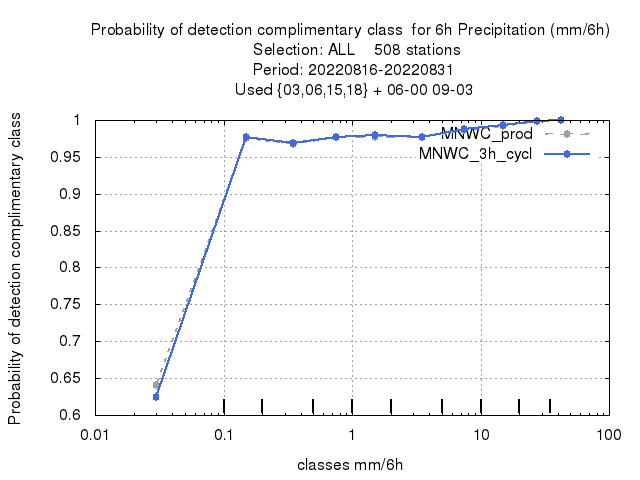 Probability of detection complimentary class  for 6h Precipitation (mm/6h)
Selection: ALL    508 stations
Period: 20220816-20220831
Used {03,06,15,18} + 06-00 09-03
Probability of detection complimentary class
1
0.95
0.9
0.85
0.8
0.75
0.7
0.65
0.6
MNWC_prod
MNWC_3h_cycl
0.01
0.1
1
10
100
classes mm/6h